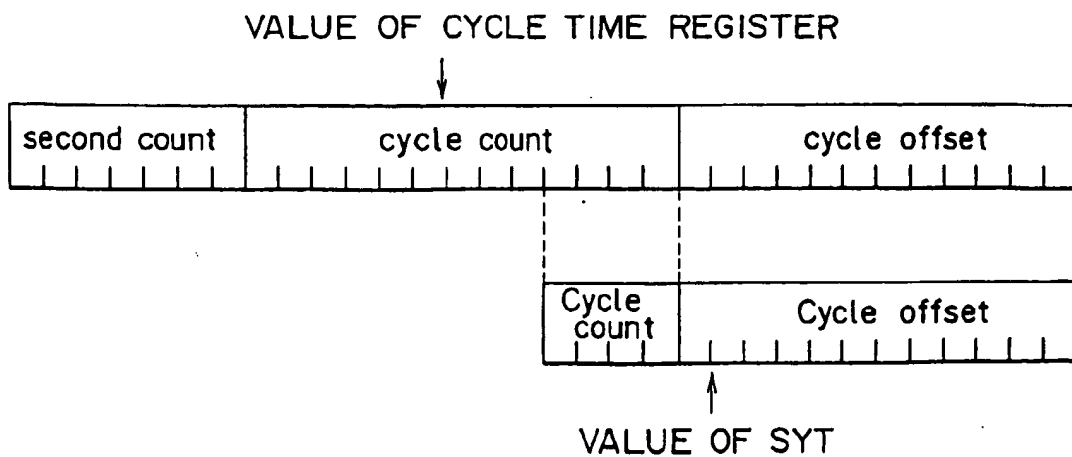 VALUE OF CYCLE TIME REGISTER
second count cycle count cycle offset
Cycle
count
Cycle offset
VALUE OF SYT